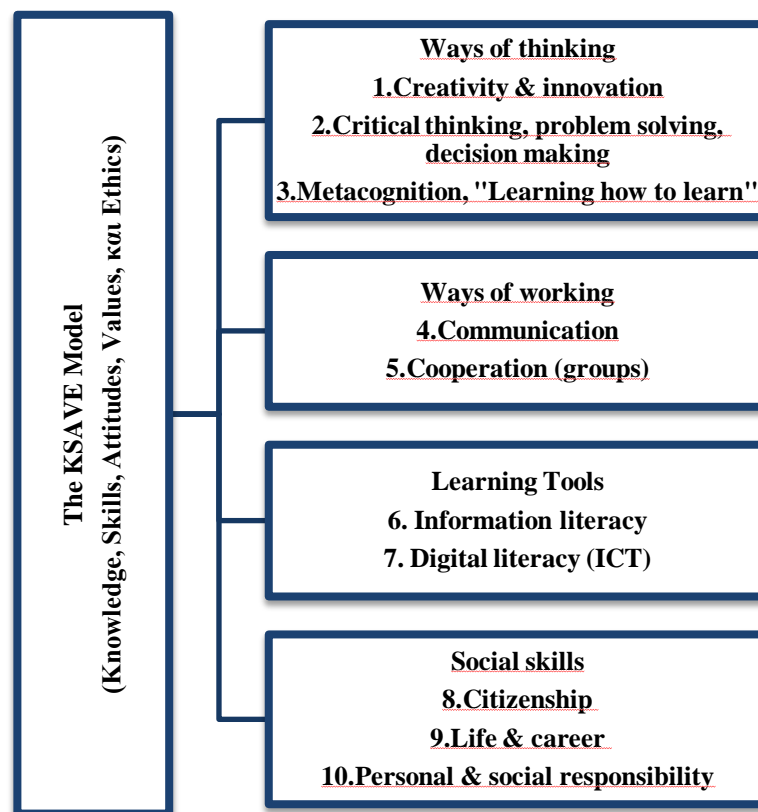 The KSAVE Model
(Knowledge, Skills, Attitudes, Values, και Ethics)
Ways of thinking
1.Creativity & innovation
2.Critical thinking, problem solving,
decision making
3.Metacognition, "Learning how to learn"
Ways of working
4.Communication
5.Cooperation (groups)
Learning Tools
6. Information literacy
7. Digital literacy (ICT)
Social skills
8.Citizenship
9.Life & career
10.Personal & social responsibility